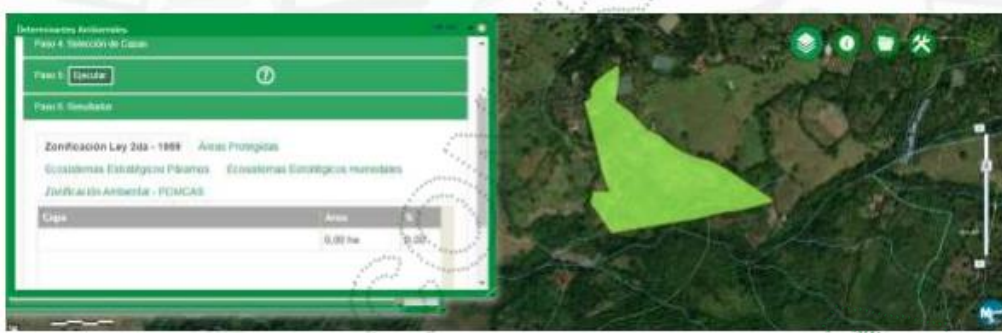 Determinantes Ambientales
Paso 4. Selección de Capas
Paso 5. Ejecutar
Paso 6. Resultados
Zonificación Ley 2da - 1959 Áreas Protegidas
Ecosistemas Estratégicos Páramos Ecosistemas Estratégicos Humedales
Zonificación Ambiental - POMCAS
Capa Área %
0,00 ha 0.00